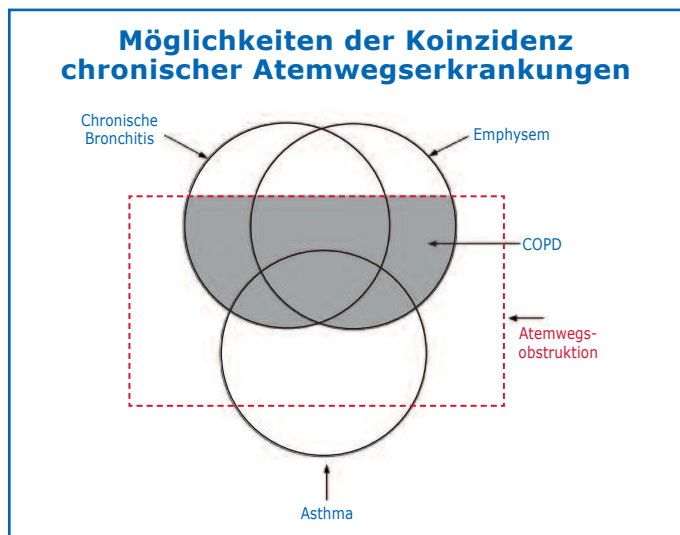 Möglichkeiten der Koinzidenz
chronischer Atemwegserkrankungen
Chronische
Bronchitis
Emphysem
COPD
Atemwegs-
obstruktion
Asthma